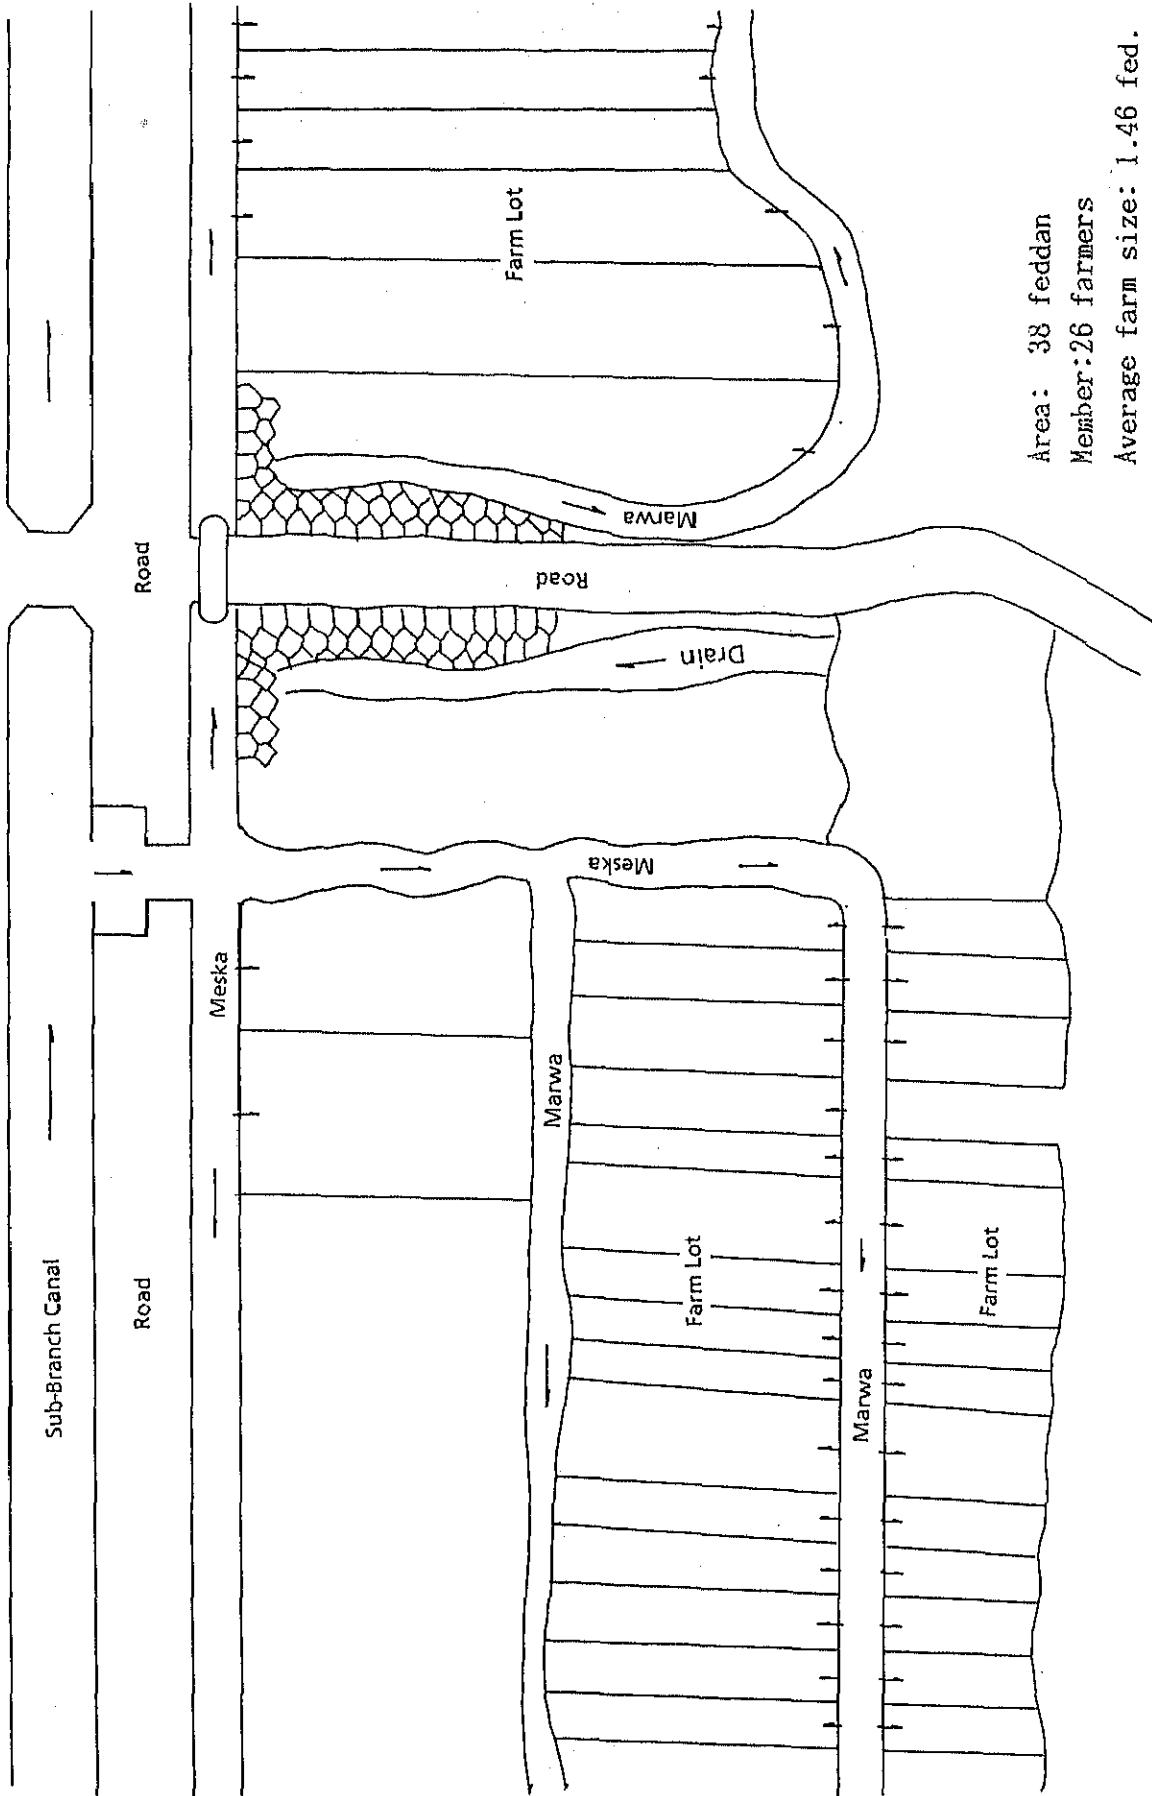 Sub-Branch Canal
Road
Road
Meska
Meska
Marwa
Marwa
Farm Lot
Farm Lot
Drain
Road
Marwa
Farm Lot
Area: 38 feddan
Member:26 farmers
Average farm size: 1.46 fed.